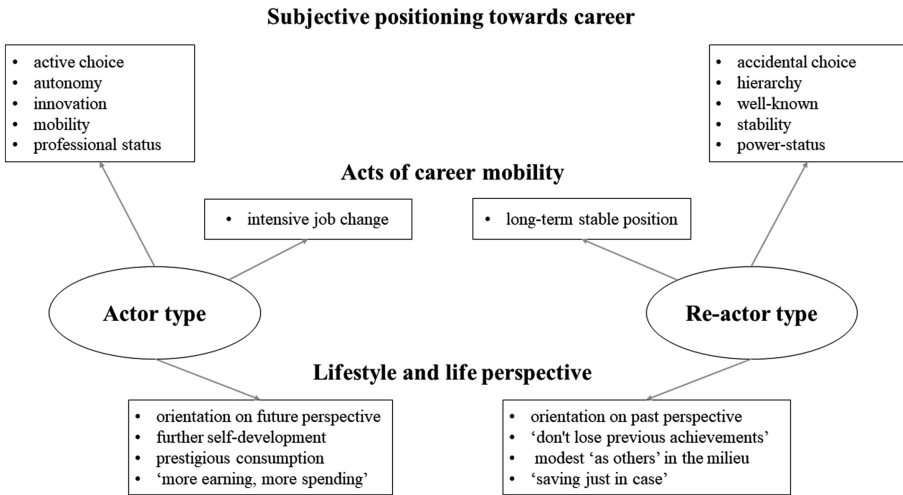 Subjective positioning towards career
• active choice
• autonomy
• innovation
• mobility
• professional status
• accidental choice
• hierarchy
• well-known
• stability
• power-status
Acts of career mobility
• intensive job change
• long-term stable position
Actor type
Re-actor type
Lifestyle and life perspective
• orientation on future perspective
• further self-development
• prestigious consumption
• ‘more earning, more spending’
• orientation on past perspective
• ‘don't lose previous achievements’
• modest ‘as others’ in the milieu
• ‘saving just in case’